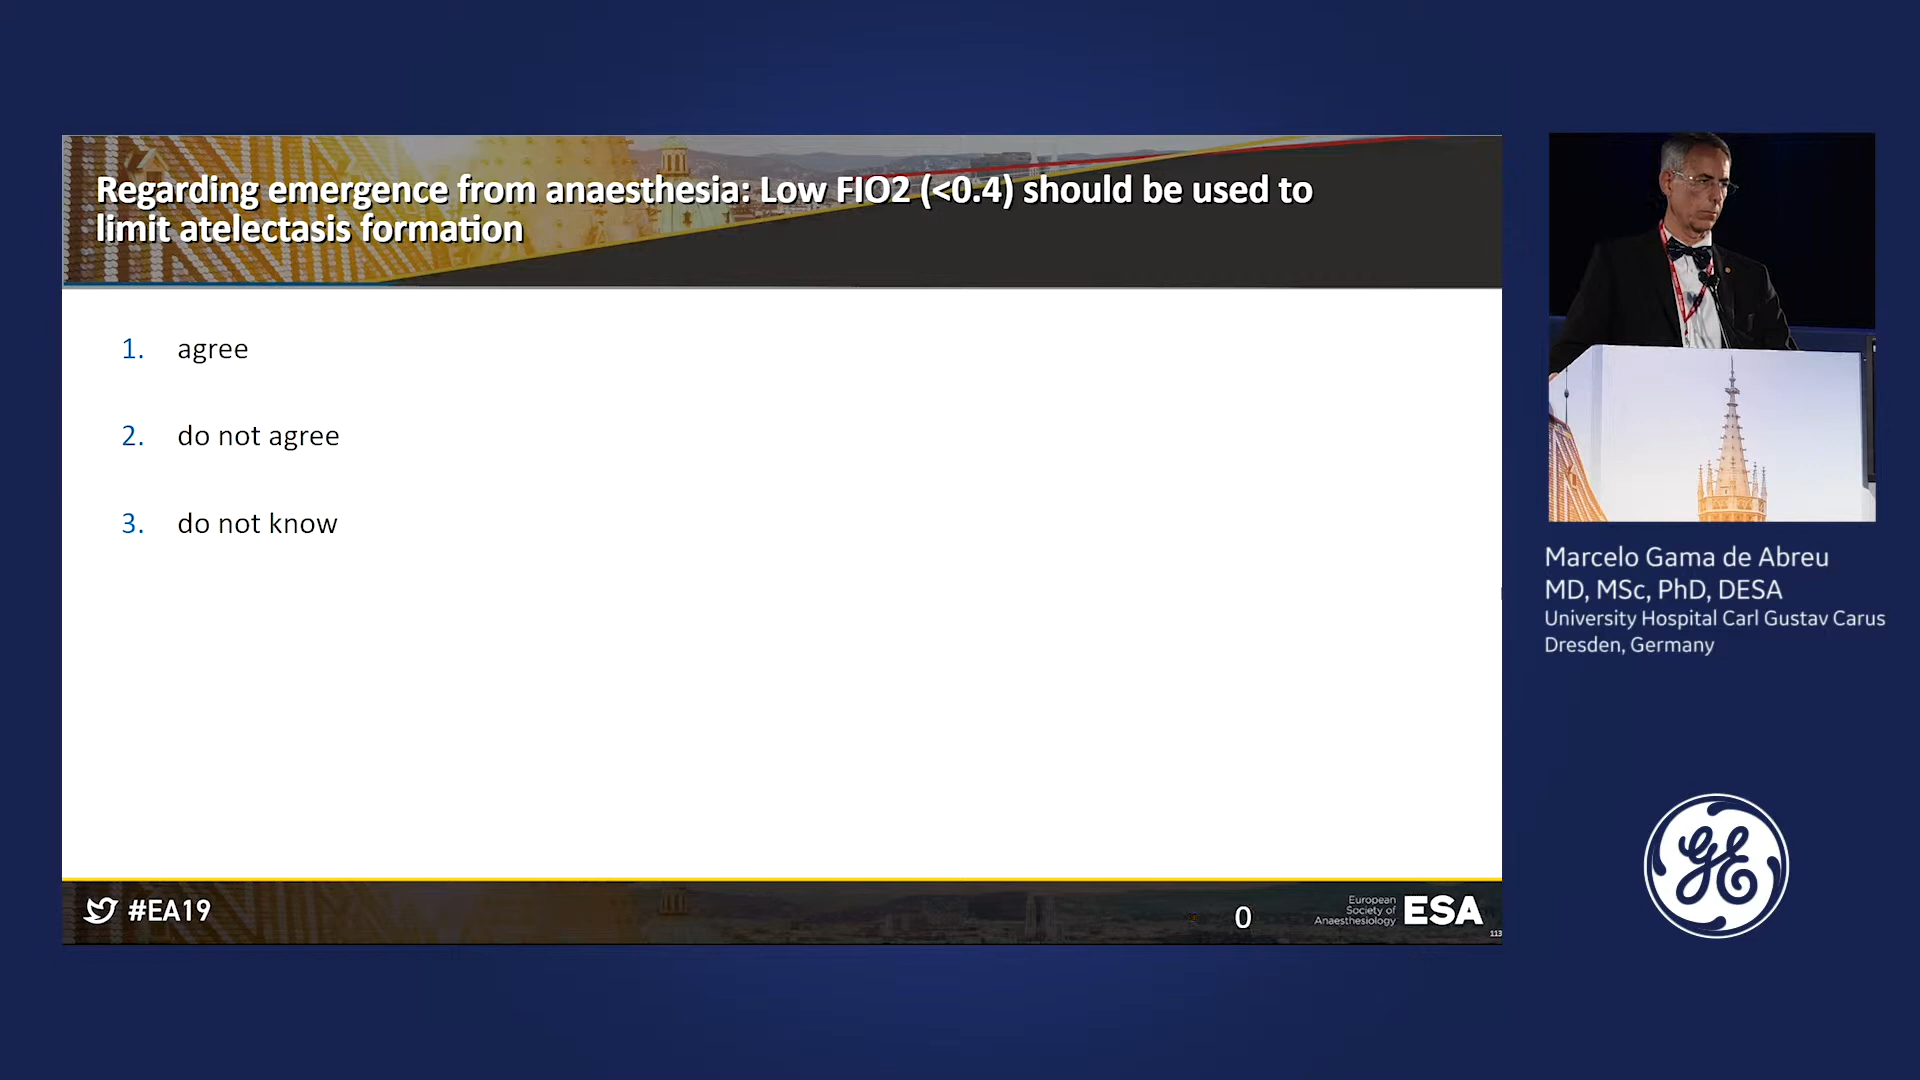 Regarding emergence from anaesthesia: Low FIO2 (<0.4) should be used to
limit atelectasis formation
1. agree
2. do not agree
3. do not know
#EA19
0
European
Society of
Anaesthesiology
ESA
113
Marcelo Gama de Abreu
MD, MSc, PhD, DESA
University Hospital Carl Gustav Carus
Dresden, Germany
GE